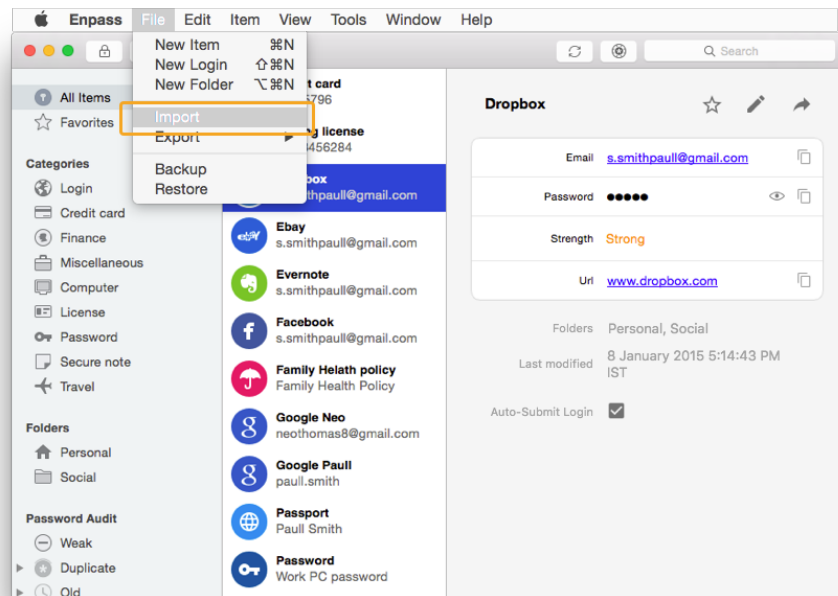 Enpass File Edit Item View Tools Window Help
New Item ⌘N
New Login ⇧⌘N
New Folder ⌥⌘N
Import
Export
Backup
Restore
Search
All Items
Favorites
Categories
Login
Credit card
Finance
Miscellaneous
Computer
License
Password
Secure note
Travel
Folders
Personal
Social
Password Audit
Weak
Duplicate
Old
card
5796
license
456284
box
thpaull@gmail.com
ebay
Ebay
s.smithpaull@gmail.com
Evernote
s.smithpaull@gmail.com
Facebook
s.smithpaull@gmail.com
Family Helath policy
Family Health Policy
Google Neo
neothomas8@gmail.com
Google Paull
paull.smith
Passport
Paull Smith
Password
Work PC password
Dropbox
Email s.smithpaull@gmail.com
Password ●●●●●
Strength Strong
Url www.dropbox.com
Folders Personal, Social
Last modified 8 January 2015 5:14:43 PM
IST
Auto-Submit Login